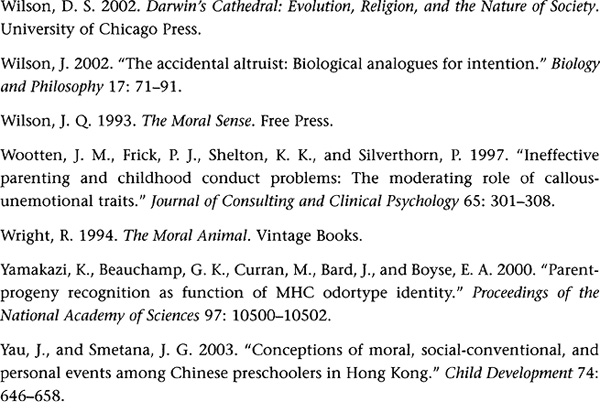 Wilson, D. S. 2002. Darwin’s Cathedral: Evolution, Religion, and the Nature of Society.
University of Chicago Press.
Wilson, J. 2002. “The accidental altruist: Biological analogues for intention.” Biology
and Philosophy 17: 71–91.
Wilson, J. Q. 1993. The Moral Sense. Free Press.
Wootten, J. M., Frick, P. J., Shelton, K. K., and Silverthorn, P. 1997. “Ineffective
parenting and childhood conduct problems: The moderating role of callous-
unemotional traits.” Journal of Consulting and Clinical Psychology 65: 301–308.
Wright, R. 1994. The Moral Animal. Vintage Books.
Yamakazi, K., Beauchamp, G. K., Curran, M., Bard, J., and Boyse, E. A. 2000. “Parent-
progeny recognition as function of MHC odortype identity.” Proceedings of the
National Academy of Sciences 97: 10500–10502.
Yau, J., and Smetana, J. G. 2003. “Conceptions of moral, social-conventional, and
personal events among Chinese preschoolers in Hong Kong.” Child Development 74:
646–658.